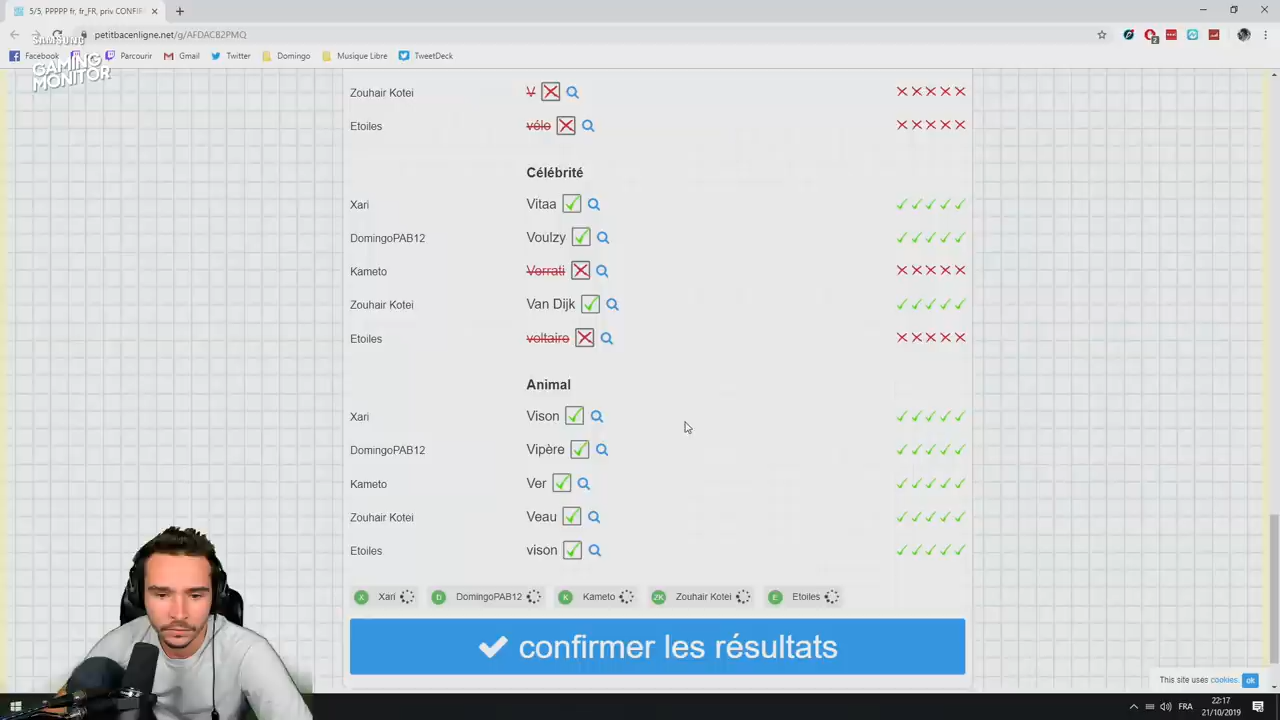 5/5, PPPPP fr, fr_FR, priv CONFIR
petitbacenligne.net/g/AFDACB2PMQ
SAMSUNG
GAMING
MONITOR
Facebook
Parcourir
Gmail
Twitter
Domingo
Musique Libre
TweetDeck
Zouhair Kotei V
Etoiles vélo
Célébrité
Xari Vitaa
DomingoPAB12 Voulzy
Kameto Vorrati
Zouhair Kotei Van Dijk
Etoiles voltaire
Animal
Xari Vison
DomingoPAB12 Vipère
Kameto Ver
Zouhair Kotei Veau
Etoiles vison
X Xari D DomingoPAB12 K Kameto ZK Zouhair Kotei E Etoiles
confirmer les résultats
This site uses cookies. ok
FRA
22:17
21/10/2019